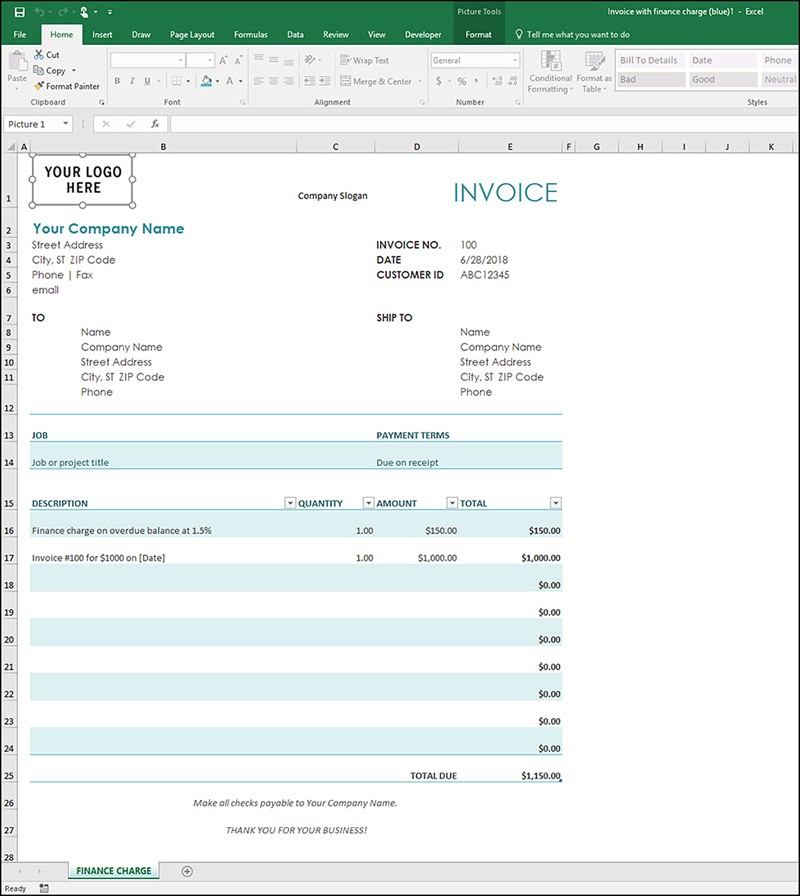 Picture Tools
Invoice with finance charge (blue)1 - Excel
File Home Insert Draw Page Layout Formulas Data Review View Developer Format Tell me what you want to do
Paste
Cut
Copy
Format Painter
Clipboard
B I U
A A
A
Font
Wrap Text
Merge & Center
Alignment
General
$ % ,
Number
Conditional Formatting
Format as Table
Bill To Details Date Phone
Bad Good Neutral
Styles
Picture 1
fx
A B C D E F G H I J K
YOUR LOGO
HERE
1 Company Slogan INVOICE
2 Your Company Name
3 Street Address INVOICE NO. 100
4 City, ST ZIP Code DATE 6/28/2018
5 Phone | Fax CUSTOMER ID ABC12345
6 email
7 TO SHIP TO
8 Name Name
9 Company Name Company Name
10 Street Address Street Address
11 City, ST ZIP Code City, ST ZIP Code
Phone Phone
12
13 JOB PAYMENT TERMS
14 Job or project title Due on receipt
15 DESCRIPTION QUANTITY AMOUNT TOTAL
16 Finance charge on overdue balance at 1.5% 1.00 $150.00 $150.00
17 Invoice #100 for $1000 on [Date] 1.00 $1,000.00 $1,000.00
18 $0.00
19 $0.00
20 $0.00
21 $0.00
22 $0.00
23 $0.00
24 $0.00
25 TOTAL DUE $1,150.00
26 Make all checks payable to Your Company Name.
27 THANK YOU FOR YOUR BUSINESS!
28
FINANCE CHARGE
Ready